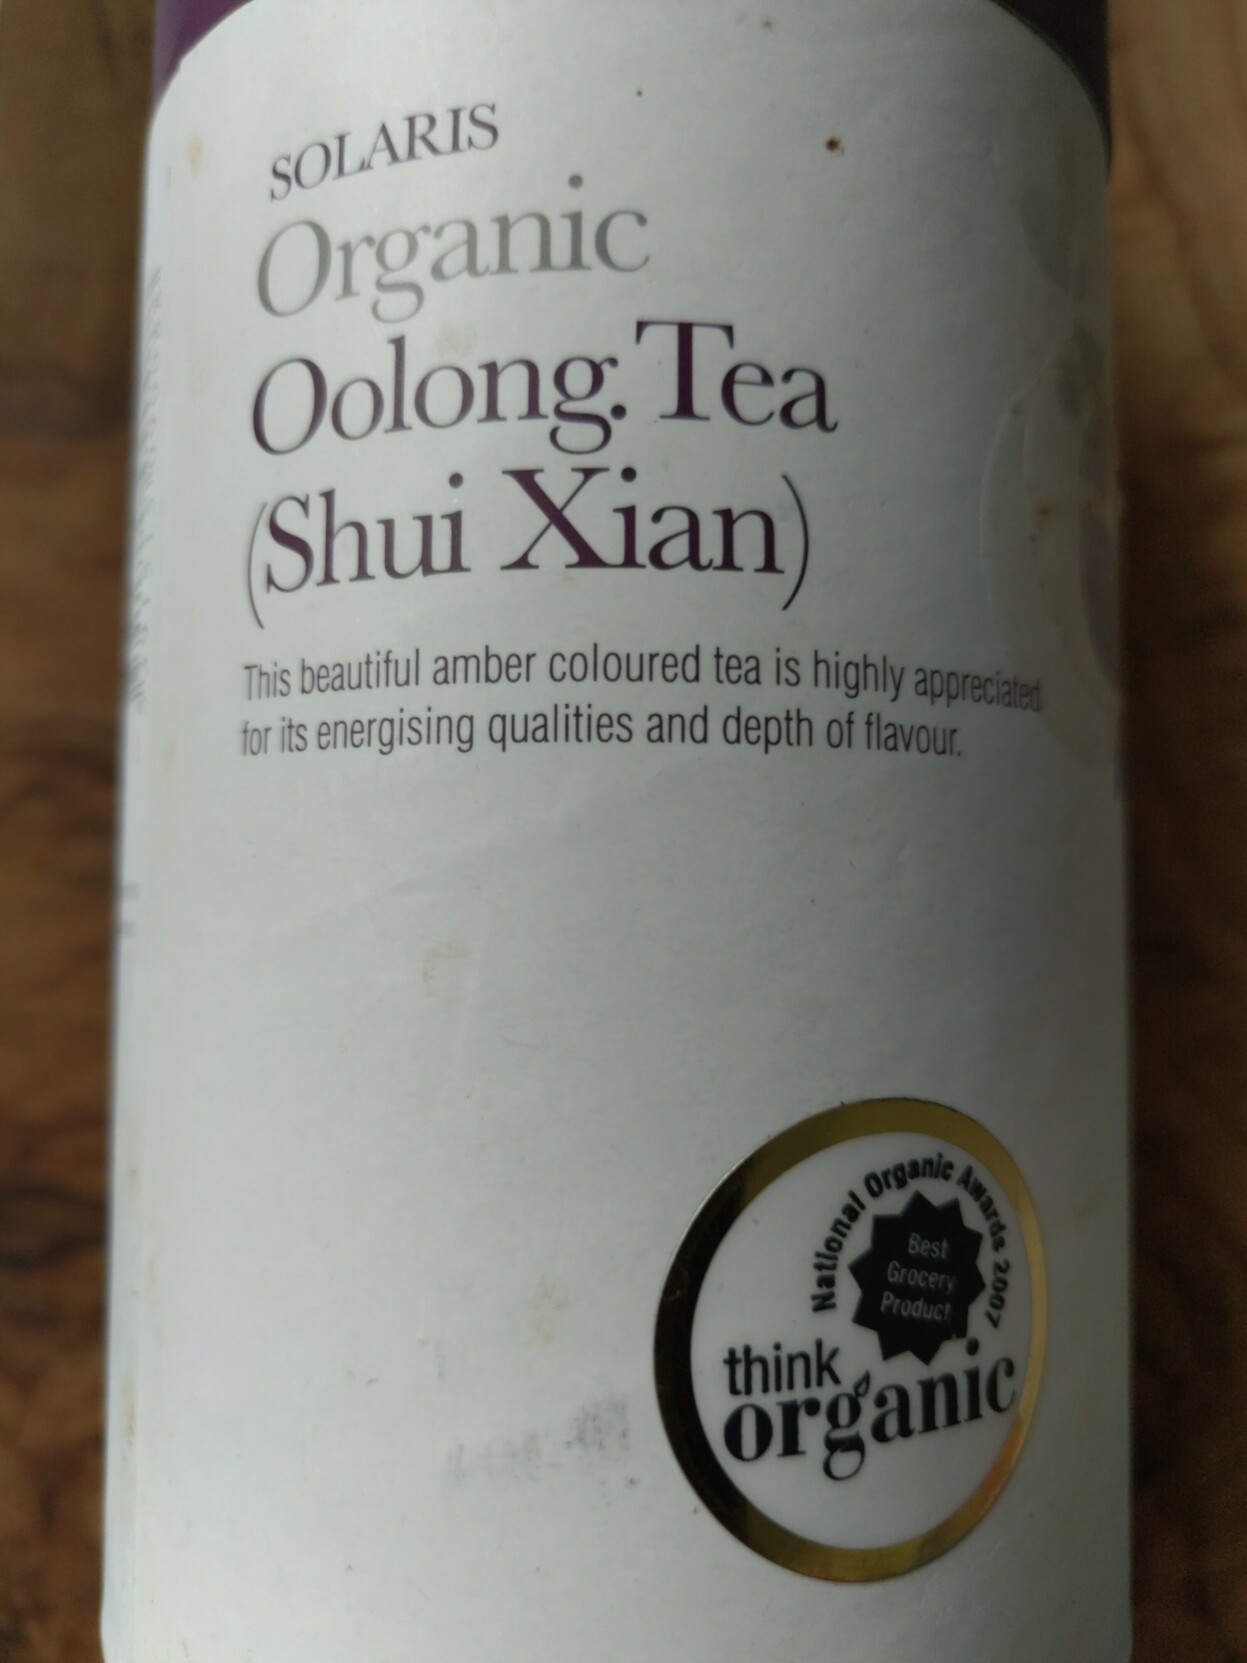 SOLARIS
Organic
Oolong. Tea
(Shui Xian)
This beautiful amber coloured tea is highly appreciated
for its energising qualities and depth of flavour.
National Organic Awards 2007
Best
Grocery
Product
think
organic